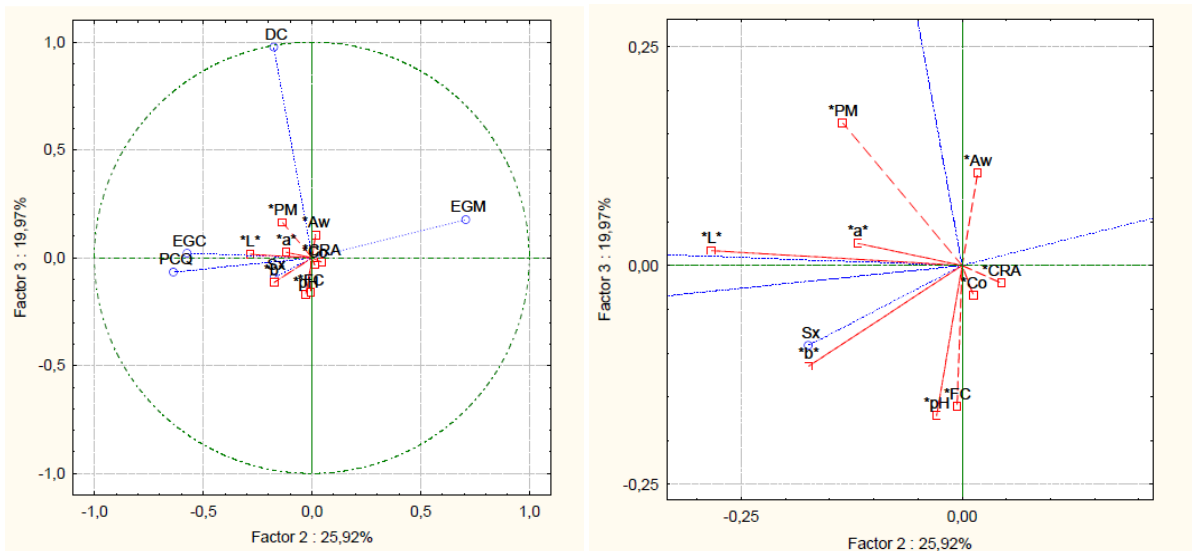 1,0
0,5
0,0
-0,5
-1,0
Factor 3 : 19,97%
DC
EGM
*PM
*Aw
EGC
*L*
*a*
*CRA
*Co
PCQ
Sx
*b*
*FC
*pH
-1,0 -0,5 0,0 0,5 1,0
Factor 2 : 25,92%
0,25
0,00
-0,25
Factor 3 : 19,97%
*PM
*Aw
*a*
*L*
*CRA
*Co
Sx
*b*
*FC
*pH
-0,25 0,00
Factor 2 : 25,92%